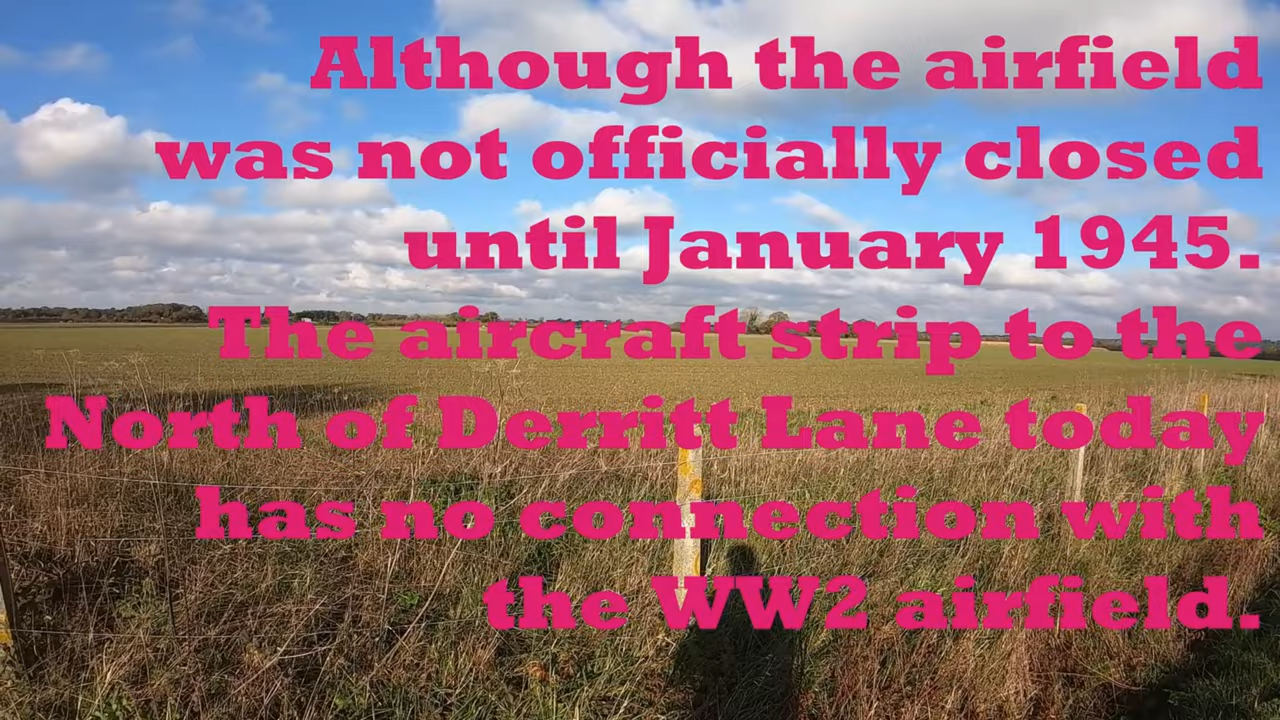 Although the airfield
was not officially closed
until January 1945.
The aircraft strip to the
North of Derritt Lane today
has no connection with
the WW2 airfield.